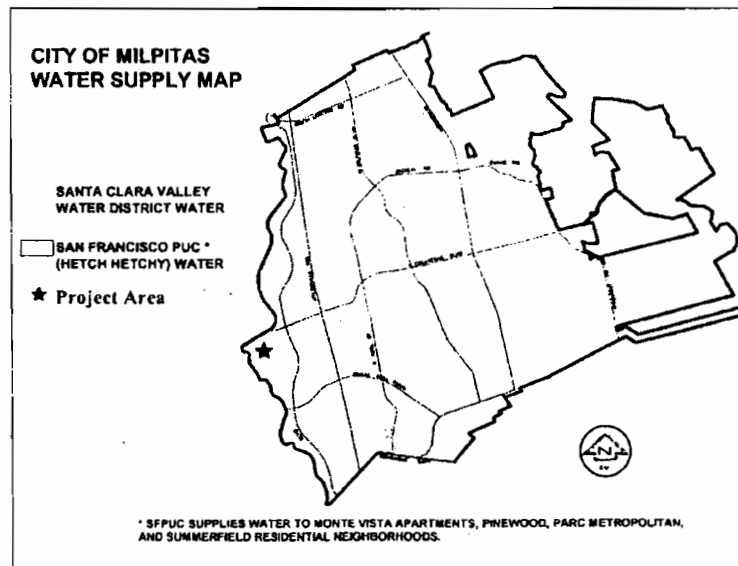 CITY OF MILPITAS
WATER SUPPLY MAP
SANTA CLARA VALLEY
WATER DISTRICT WATER
SAN FRANCISCO PUC *
(HETCH HETCHY) WATER
★ Project Area
N
* SFPUC SUPPLIES WATER TO MONTE VISTA APARTMENTS, PINEWOOD, PARC METROPOLITAN,
AND SUMMERFIELD RESIDENTIAL NEIGHBORHOODS.